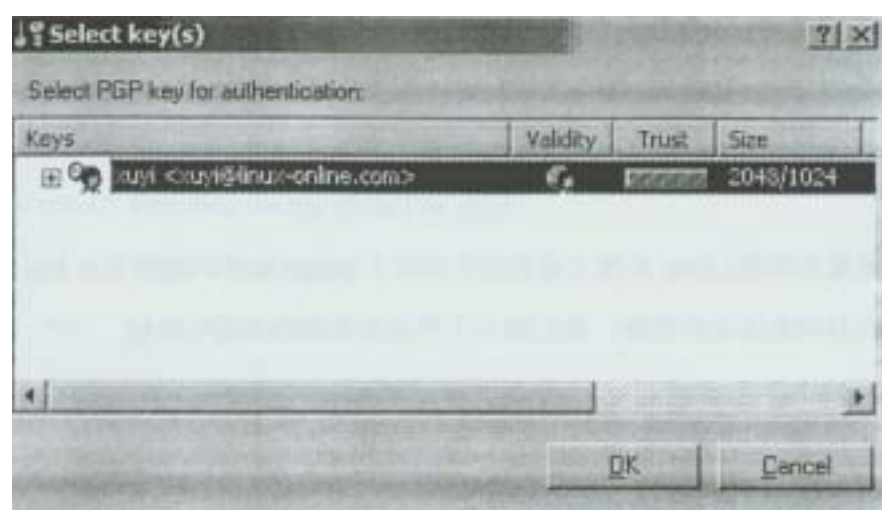 Select key(s)
Select PGP key for authentication:
Keys Validity Trust Size
xuyi <xuyi@linux-online.com> 2048/1024
OK Cancel